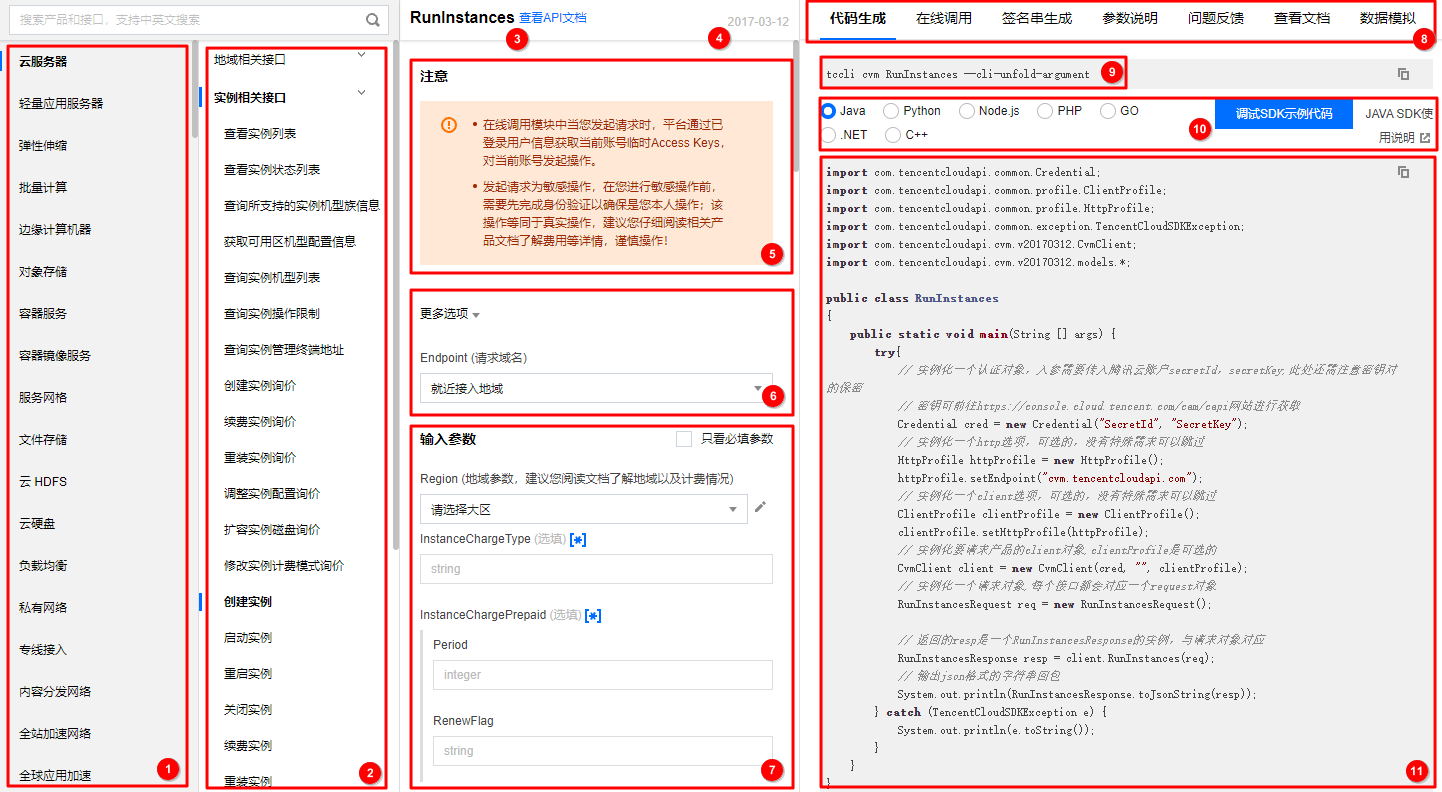 搜索产品和接口，支持中英文搜索
云服务器
轻量应用服务器
弹性伸缩
批量计算
边缘计算机器
对象存储
容器服务
容器镜像服务
服务网格
文件存储
云 HDFS
云硬盘
负载均衡
私有网络
专线接入
内容分发网络
全站加速网络
全球应用加速
1
地域相关接口
实例相关接口
查看实例列表
查看实例状态列表
查询所支持的实例机型族信息
获取可用区机型配置信息
查询实例机型列表
查询实例操作限制
查询实例管理终端地址
创建实例询价
续费实例询价
重装实例询价
调整实例配置询价
扩容实例磁盘询价
修改实例计费模式询价
创建实例
启动实例
重启实例
关闭实例
续费实例
重装实例
2
RunInstances 查看API文档
3
2017-03-12
4
注意
• 在线调用模块中当您发起请求时，平台通过已
登录用户信息获取当前账号临时Access Keys，
对当前账号发起操作。
• 发起请求为敏感操作，在您进行敏感操作前，
需要先完成身份验证以确保是您本人操作；该
操作等同于真实操作，建议您仔细阅读相关产
品文档了解费用等详情，谨慎操作！
5
更多选项
Endpoint (请求域名)
就近接入地域
6
输入参数 只看必填参数
Region (地域参数，建议您阅读文档了解地域以及计费情况)
请选择大区
InstanceChargeType (选填) [*]
string
InstanceChargePrepaid (选填) [*]
Period
integer
RenewFlag
string
7
代码生成 在线调用 签名串生成 参数说明 问题反馈 查看文档 数据模拟
8
tccli cvm RunInstances --cli-unfold-argument
9
Java Python Node.js PHP GO
.NET C++
10
调试SDK示例代码
JAVA SDK使
用说明
import com.tencentcloudapi.common.Credential;
import com.tencentcloudapi.common.profile.ClientProfile;
import com.tencentcloudapi.common.profile.HttpProfile;
import com.tencentcloudapi.common.exception.TencentCloudSDKException;
import com.tencentcloudapi.cvm.v20170312.CvmClient;
import com.tencentcloudapi.cvm.v20170312.models.*;
public class RunInstances
{
public static void main(String [] args) {
try{
// 实例化一个认证对象，入参需要传入腾讯云账户secretId，secretKey,此处还需注意密钥对
的保密
// 密钥可前往https://console.cloud.tencent.com/cam/capi网站进行获取
Credential cred = new Credential("SecretId", "SecretKey");
// 实例化一个http选项，可选的，没有特殊需求可以跳过
HttpProfile httpProfile = new HttpProfile();
httpProfile.setEndpoint("cvm.tencentcloudapi.com");
// 实例化一个client选项，可选的，没有特殊需求可以跳过
ClientProfile clientProfile = new ClientProfile();
clientProfile.setHttpProfile(httpProfile);
// 实例化要请求产品的client对象,clientProfile是可选的
CvmClient client = new CvmClient(cred, "", clientProfile);
// 实例化一个请求对象,每个接口都会对应一个request对象
RunInstancesRequest req = new RunInstancesRequest();
// 返回的resp是一个RunInstancesResponse的实例，与请求对象对应
RunInstancesResponse resp = client.RunInstances(req);
// 输出json格式的字符串回包
System.out.println(RunInstancesResponse.toJsonString(resp));
} catch (TencentCloudSDKException e) {
System.out.println(e.toString());
}
}
}
11